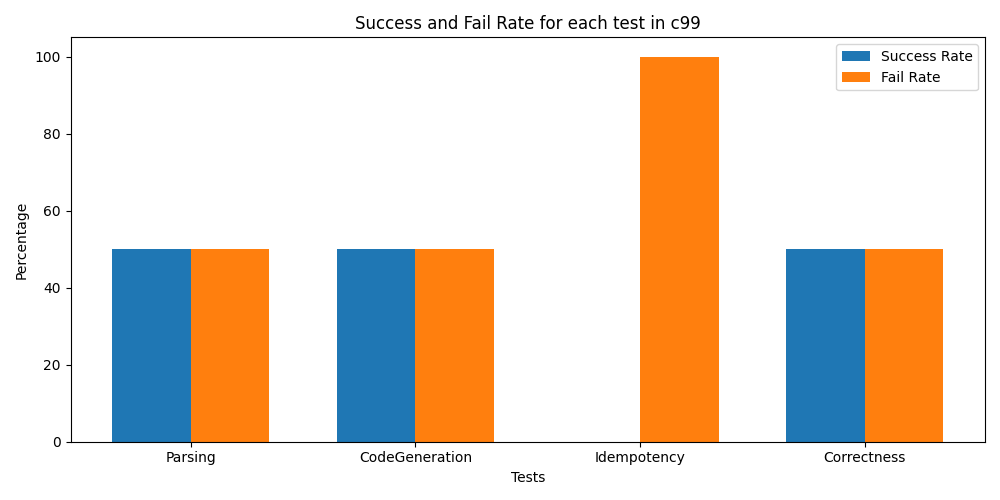 Success and Fail Rate for each test in c99
Success Rate
Fail Rate
Percentage
100
80
60
40
20
0
Parsing
CodeGeneration
Idempotency
Correctness
Tests